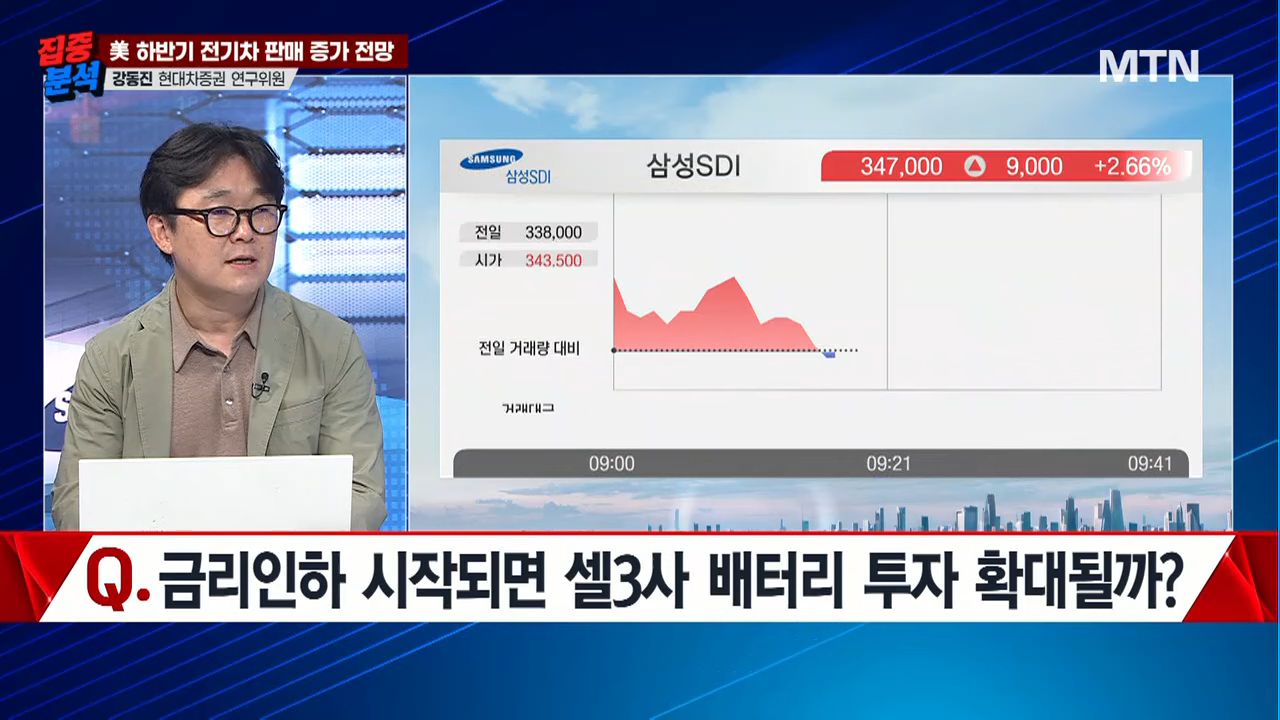 집중
분석
美 하반기 전기차 판매 증가 전망
강동진 현대차증권 연구위원
MTN
SAMSUNG
삼성SDI
삼성SDI
347,000 ▲ 9,000 +2.66%
전일 338,000
시가 343,500
전일 거래량 대비
09:00 09:21 09:41
Q. 금리인하 시작되면 셀3사 배터리 투자 확대될까?